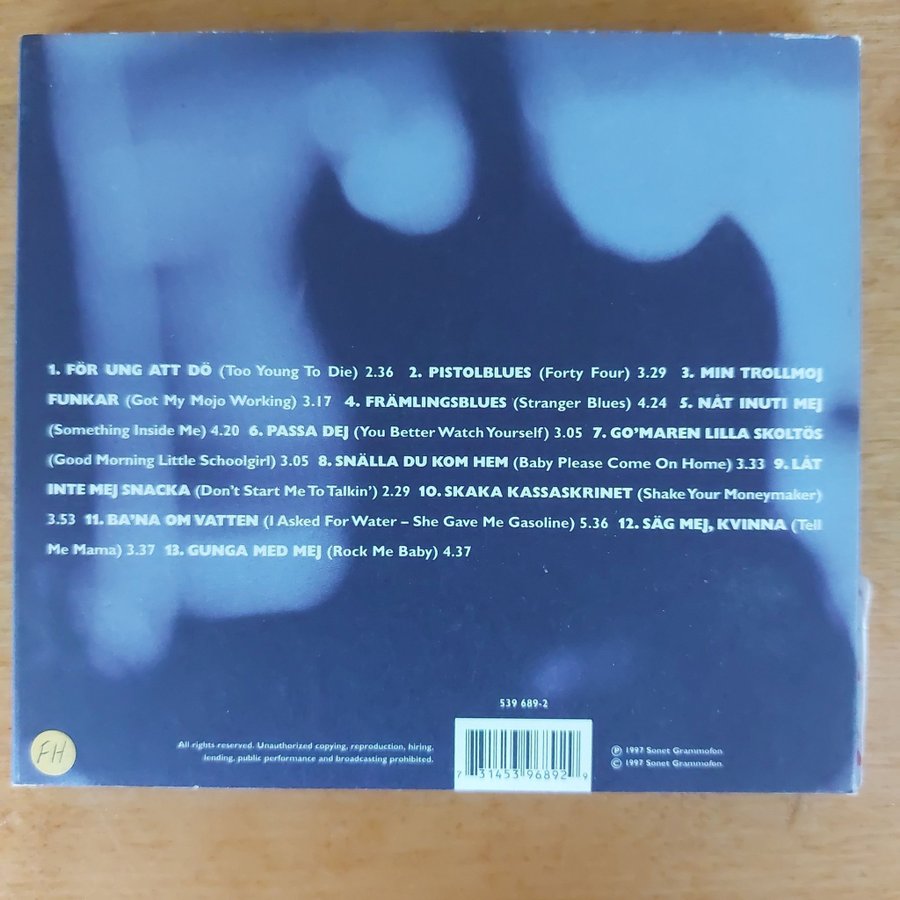 1. FÖR UNG ATT DÖ (Too Young To Die) 2.36 2. PISTOLBLUES (Forty Four) 3.29 3. MIN TROLLMOJ
FUNKAR (Got My Mojo Working) 3.17 4. FRÄMLINGSBLUES (Stranger Blues) 4.24 5. NÅT INUTI MEJ
(Something Inside Me) 4.20 6. PASSA DEJ (You Better Watch Yourself) 3.05 7. GO'MAREN LILLA SKOLTÖS
(Good Morning Little Schoolgirl) 3.05 8. SNÄLLA DU KOM HEM (Baby Please Come On Home) 3.33 9. LÅT
INTE MEJ SNACKA (Don't Start Me To Talkin') 2.29 10. SKAKA KASSASKRINET (Shake Your Moneymaker)
3.53 11. BA'NA OM VATTEN (I Asked For Water – She Gave Me Gasoline) 5.36 12. SÄG MEJ, KVINNA (Tell
Me Mama) 3.37 13. GUNGA MED MEJ (Rock Me Baby) 4.37
539 689-2
FH
All rights reserved. Unauthorized copying, reproduction, hiring,
lending, public performance and broadcasting prohibited.
7 31453 96892 9
℗ 1997 Sonet Grammofon
© 1997 Sonet Grammofon